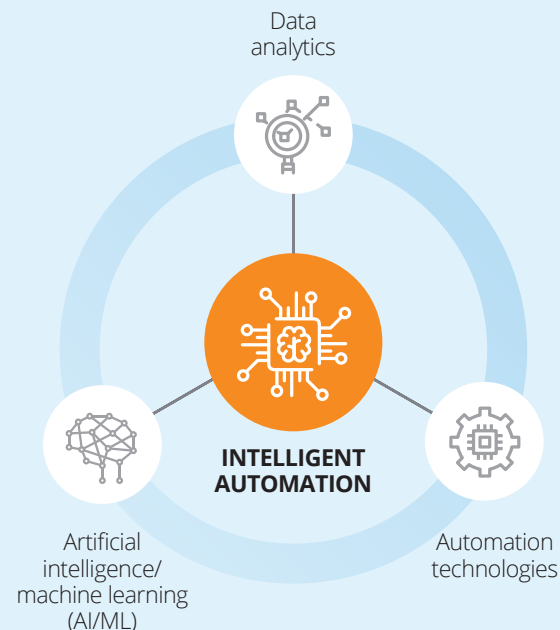 Data
analytics
INTELLIGENT
AUTOMATION
Artificial
intelligence/
machine learning
(AI/ML)
Automation
technologies